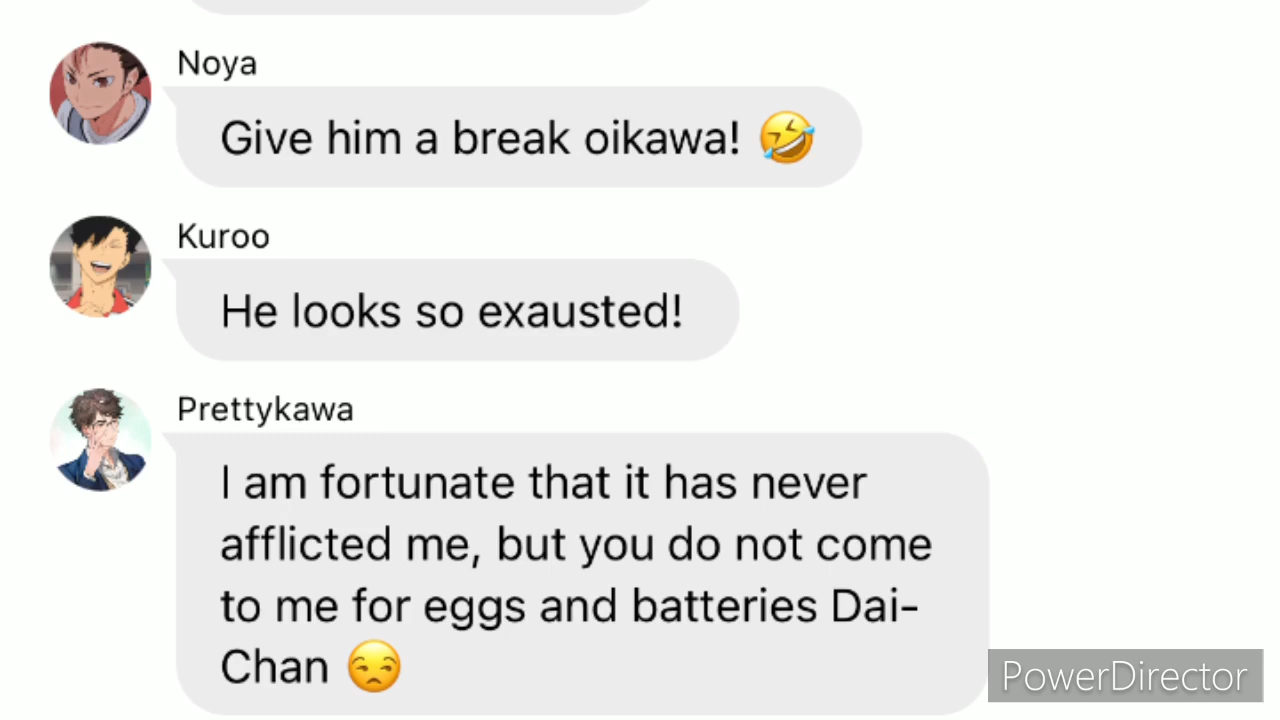 Noya
Give him a break oikawa! 🤣
Kuroo
He looks so exausted!
Prettykawa
I am fortunate that it has never
afflicted me, but you do not come
to me for eggs and batteries Dai-
Chan 😒
PowerDirector